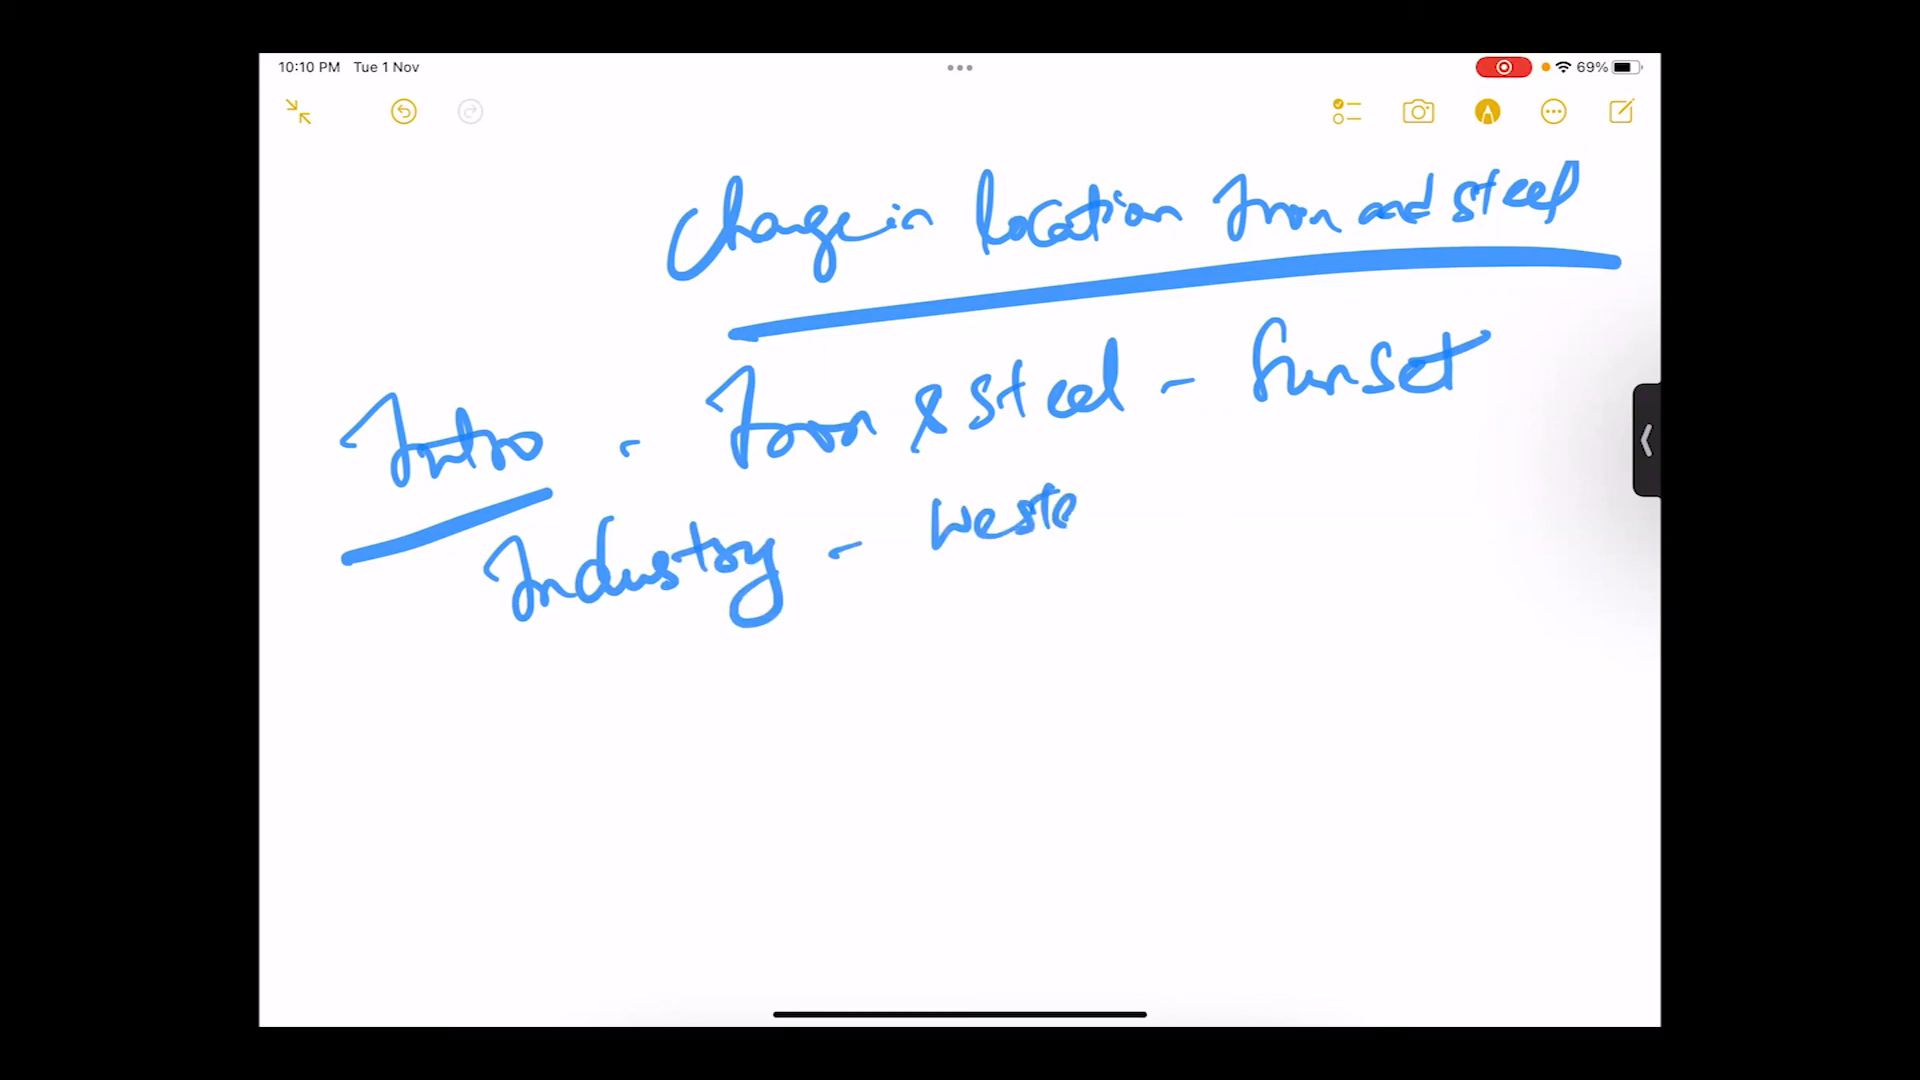 10:10 PM Tue 1 Nov
69%
Change in location Iron and steel
Intro - Iron & steel - Sunset
Industry - weste